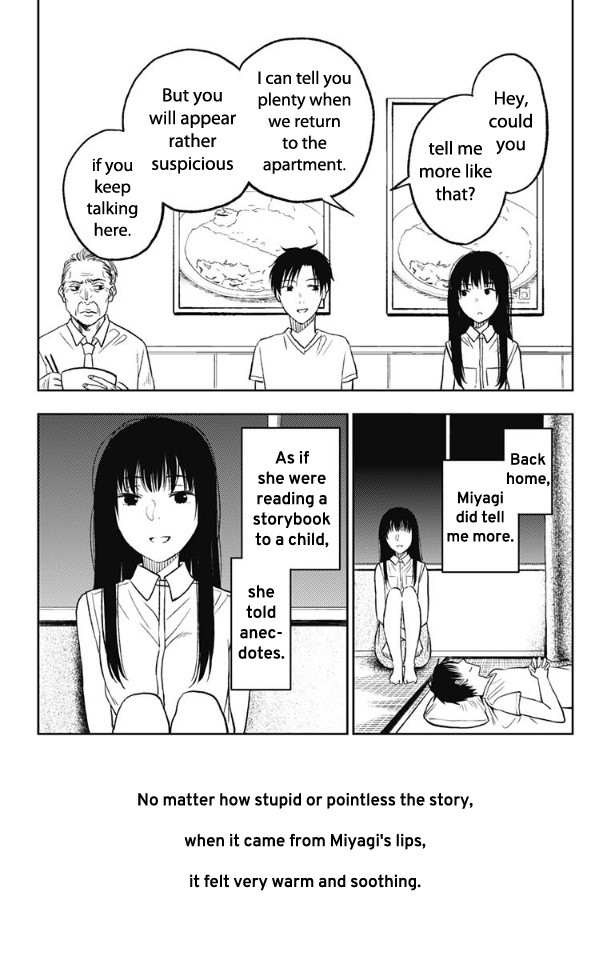 Hey,
could
you
tell me
more like
that?
I can tell you
plenty when
we return
to the
apartment.
But you
will appear
rather
suspicious
if you
keep
talking
here.
Back
home,
Miyagi
did tell
me more.
As if
she were
reading a
storybook
to a child,
she
told
anec-
dotes.
No matter how stupid or pointless the story,
when it came from Miyagi's lips,
it felt very warm and soothing.